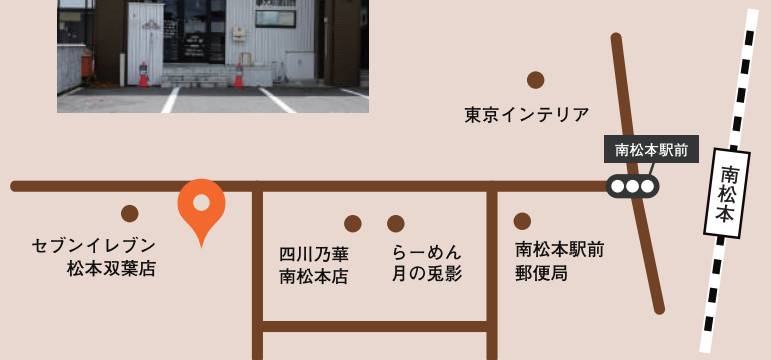 東京インテリア
南松本駅前
南松本
セブンイレブン
松本双葉店
四川乃華
南松本店
らーめん
月の兎影
南松本駅前
郵便局